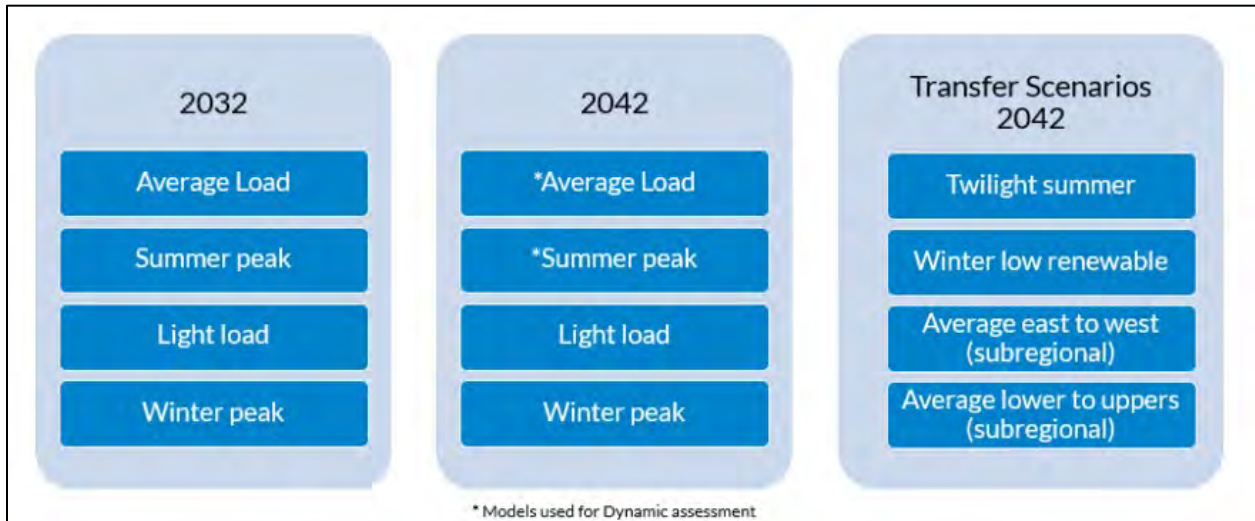 2032
Average Load
Summer peak
Light load
Winter peak
2042
*Average Load
*Summer peak
Light load
Winter peak
Transfer Scenarios
2042
Twilight summer
Winter low renewable
Average east to west
(subregional)
Average lower to uppers
(subregional)
* Models used for Dynamic assessment